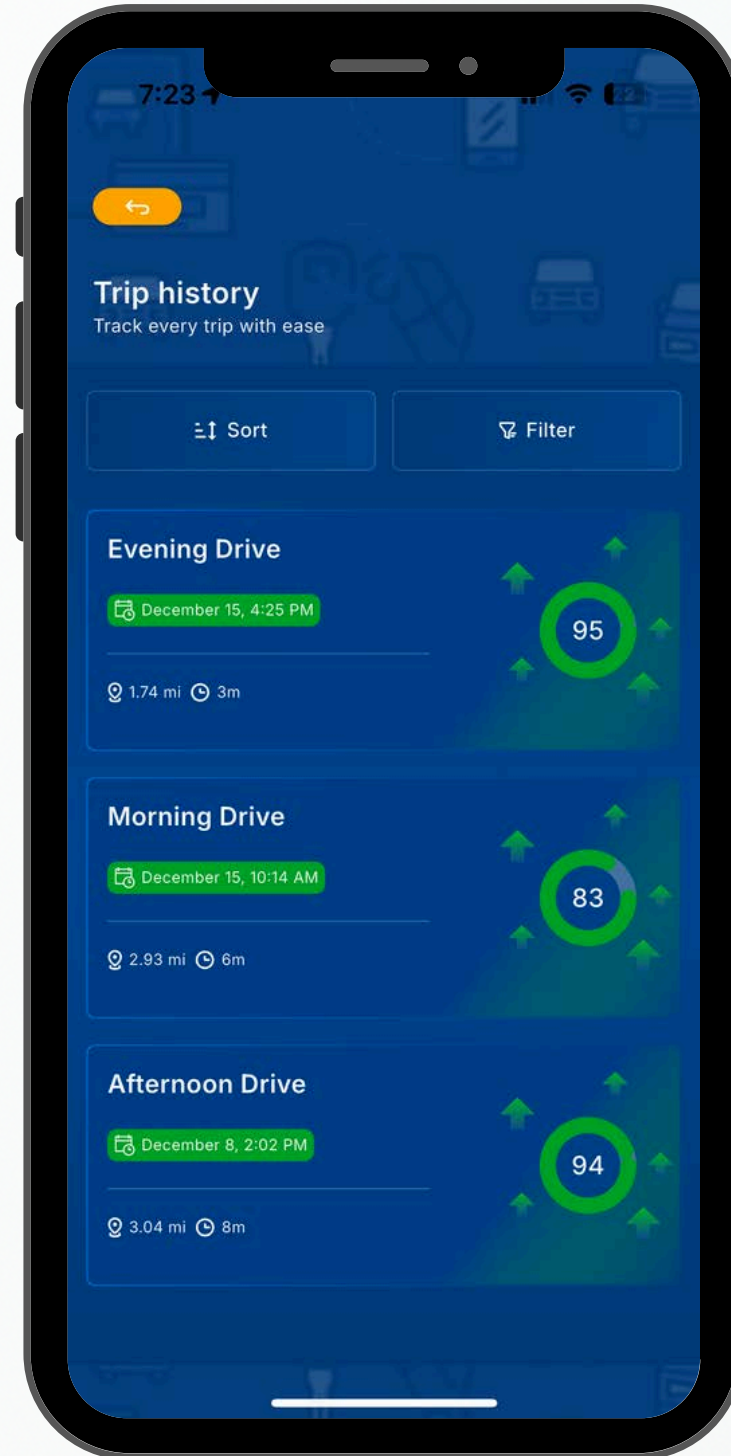 7:23
22
Trip history
Track every trip with ease
Sort
Filter
Evening Drive
December 15, 4:25 PM
95
1.74 mi 3m
Morning Drive
December 15, 10:14 AM
83
2.93 mi 6m
Afternoon Drive
December 8, 2:02 PM
94
3.04 mi 8m